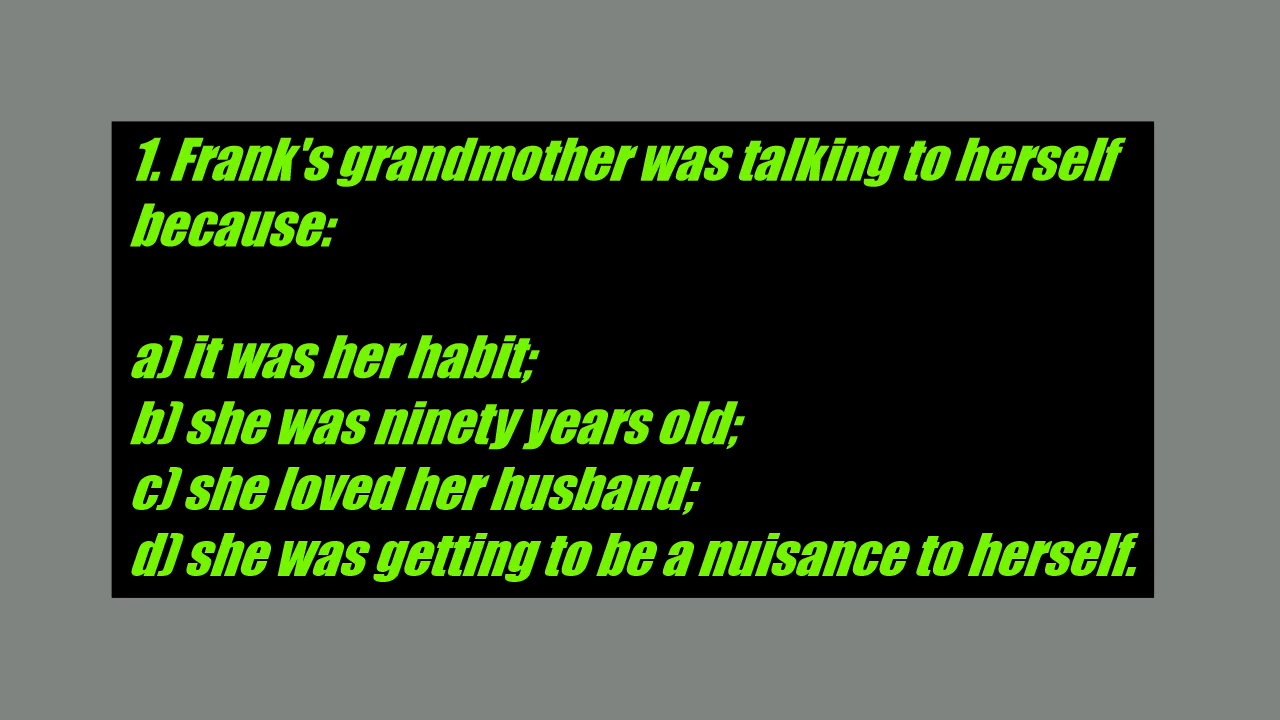 1. Frank's grandmother was talking to herself
because:
a) it was her habit;
b) she was ninety years old;
c) she loved her husband;
d) she was getting to be a nuisance to herself.